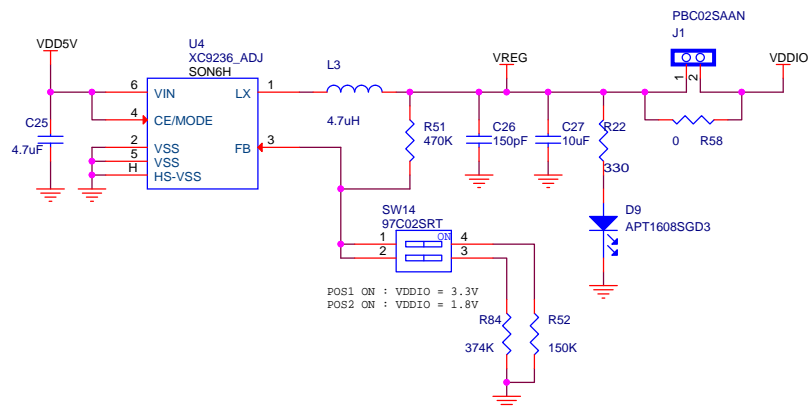 PBC02SAAN
J1
VDD5V
U4
XC9236_ADJ
SON6H
L3
VREG
VDDIO
6
VIN
LX
1
4.7uH
1
2
C25
4.7uF
4
CE/MODE
2
VSS
5
VSS
H
HS-VSS
FB
3
R51
470K
C26
150pF
C27
10uF
R22
330
0
R58
SW14
97C02SRT
1
2
ON
4
3
D9
APT1608SGD3
POS1 ON : VDDIO = 3.3V
POS2 ON : VDDIO = 1.8V
R84
374K
R52
150K